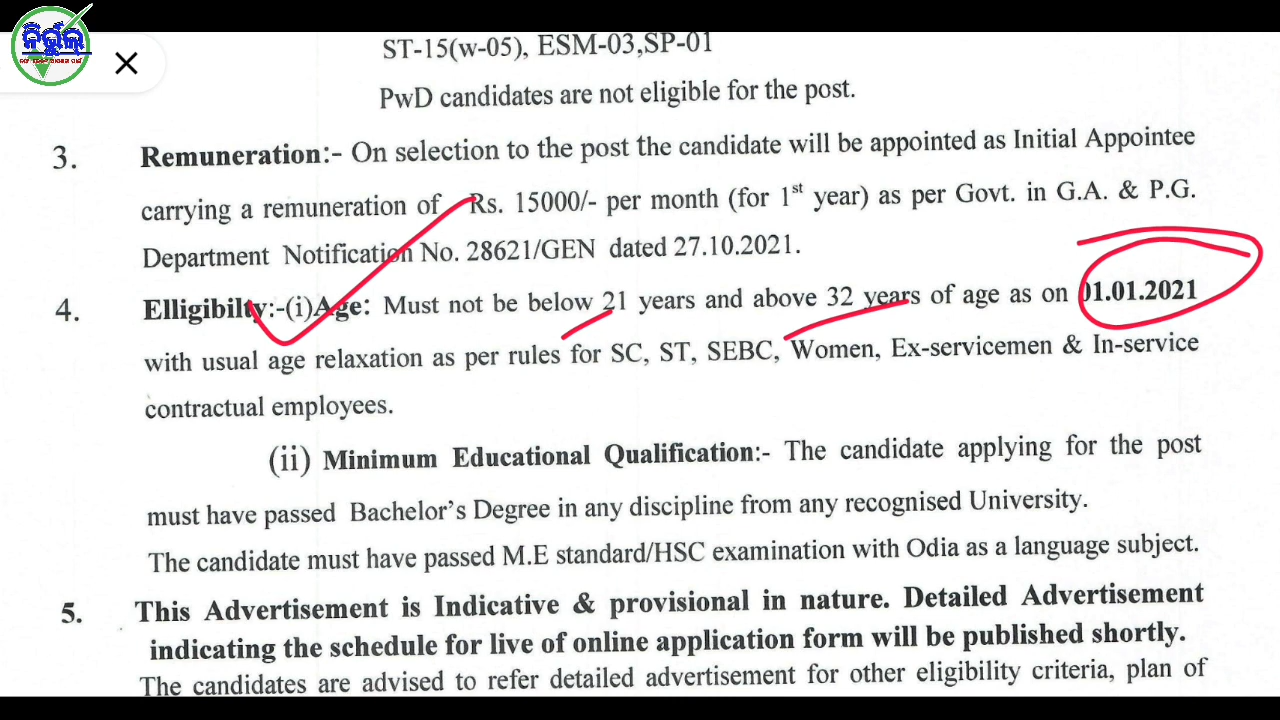 ନିର୍ଭୁଲ
ST-15(w-05), ESM-03,SP-01
PwD candidates are not eligible for the post.
3. Remuneration:- On selection to the post the candidate will be appointed as Initial Appointee
carrying a remuneration of Rs. 15000/- per month (for 1st year) as per Govt. in G.A. & P.G.
Department Notification No. 28621/GEN dated 27.10.2021.
4. Elligibilty:-(i)Age: Must not be below 21 years and above 32 years of age as on 01.01.2021
with usual age relaxation as per rules for SC, ST, SEBC, Women, Ex-servicemen & In-service
contractual employees.
(ii) Minimum Educational Qualification:- The candidate applying for the post
must have passed Bachelor's Degree in any discipline from any recognised University.
The candidate must have passed M.E standard/HSC examination with Odia as a language subject.
5. This Advertisement is Indicative & provisional in nature. Detailed Advertisement
indicating the schedule for live of online application form will be published shortly.
The candidates are advised to refer detailed advertisement for other eligibility criteria, plan of